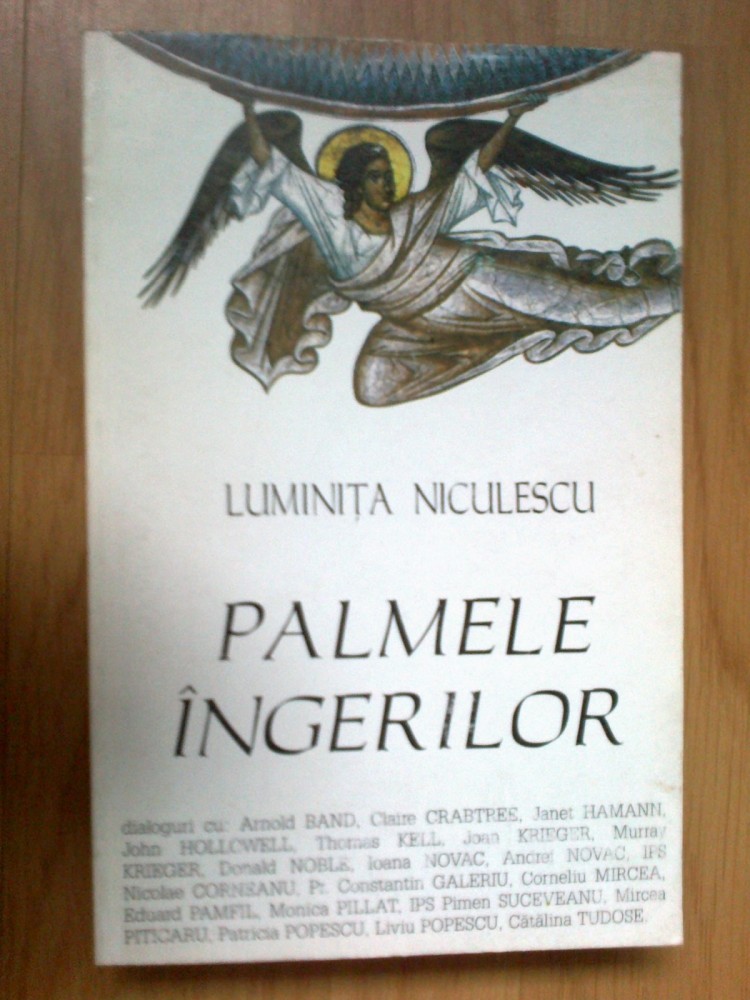 LUMINIȚA NICULESCU
PALMELE
ÎNGERILOR
dialoguri cu: Arnold BAND, Claire CRABTREE, Janet HAMANN,
John HOLLOWELL, Thomas KELL, Joan KRIEGER, Murray
KRIEGER, Donald NOBLE, Ioana NOVAC, Andrei NOVAC, IPS
Nicolae CORNEANU, Pr. Constantin GALERIU, Corneliu MIRCEA,
Eduard PAMFIL, Monica PILLAT, IPS Pimen SUCEVEANU, Mircea
PITICARU, Patricia POPESCU, Liviu POPESCU, Cătălina TUDOSE.